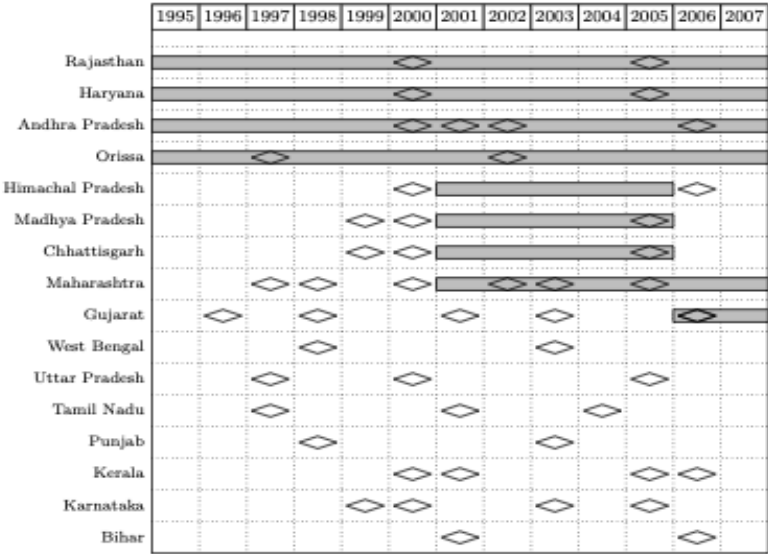 1995 1996 1997 1998 1999 2000 2001 2002 2003 2004 2005 2006 2007
Rajasthan
Haryana
Andhra Pradesh
Orissa
Himachal Pradesh
Madhya Pradesh
Chhattisgarh
Maharashtra
Gujarat
West Bengal
Uttar Pradesh
Tamil Nadu
Punjab
Kerala
Karnataka
Bihar